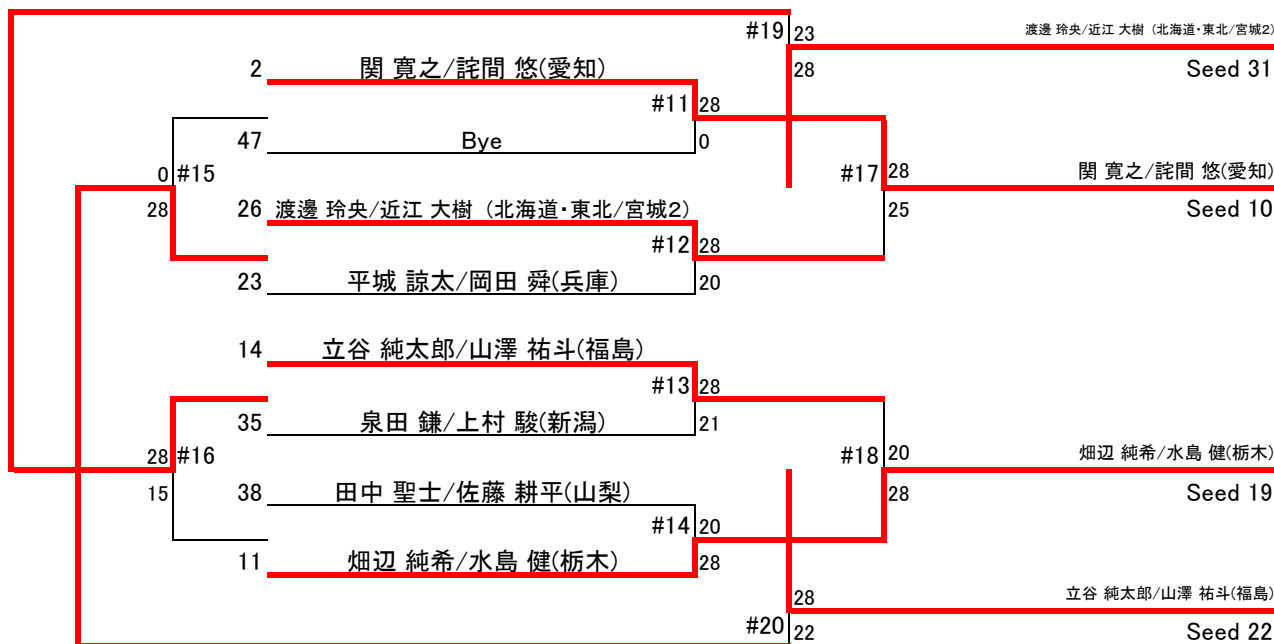 #19 23 渡邊 玲央/近江 大樹 (北海道・東北/宮城2)
28 Seed 31
2 関 寛之/詫間 悠(愛知)
#11 28
47 Bye 0
0 #15 #17 28 関 寛之/詫間 悠(愛知)
28 26 渡邊 玲央/近江 大樹 (北海道・東北/宮城2) 25 Seed 10
#12 28
23 平城 諒太/岡田 舜(兵庫) 20
14 立谷 純太郎/山澤 祐斗(福島)
#13 28
35 泉田 鎌/上村 駿(新潟) 21
28 #16 #18 20 畑辺 純希/水島 健(栃木)
15 38 田中 聖士/佐藤 耕平(山梨) 28 Seed 19
#14 20
11 畑辺 純希/水島 健(栃木) 28
28 立谷 純太郎/山澤 祐斗(福島)
#20 22 Seed 22